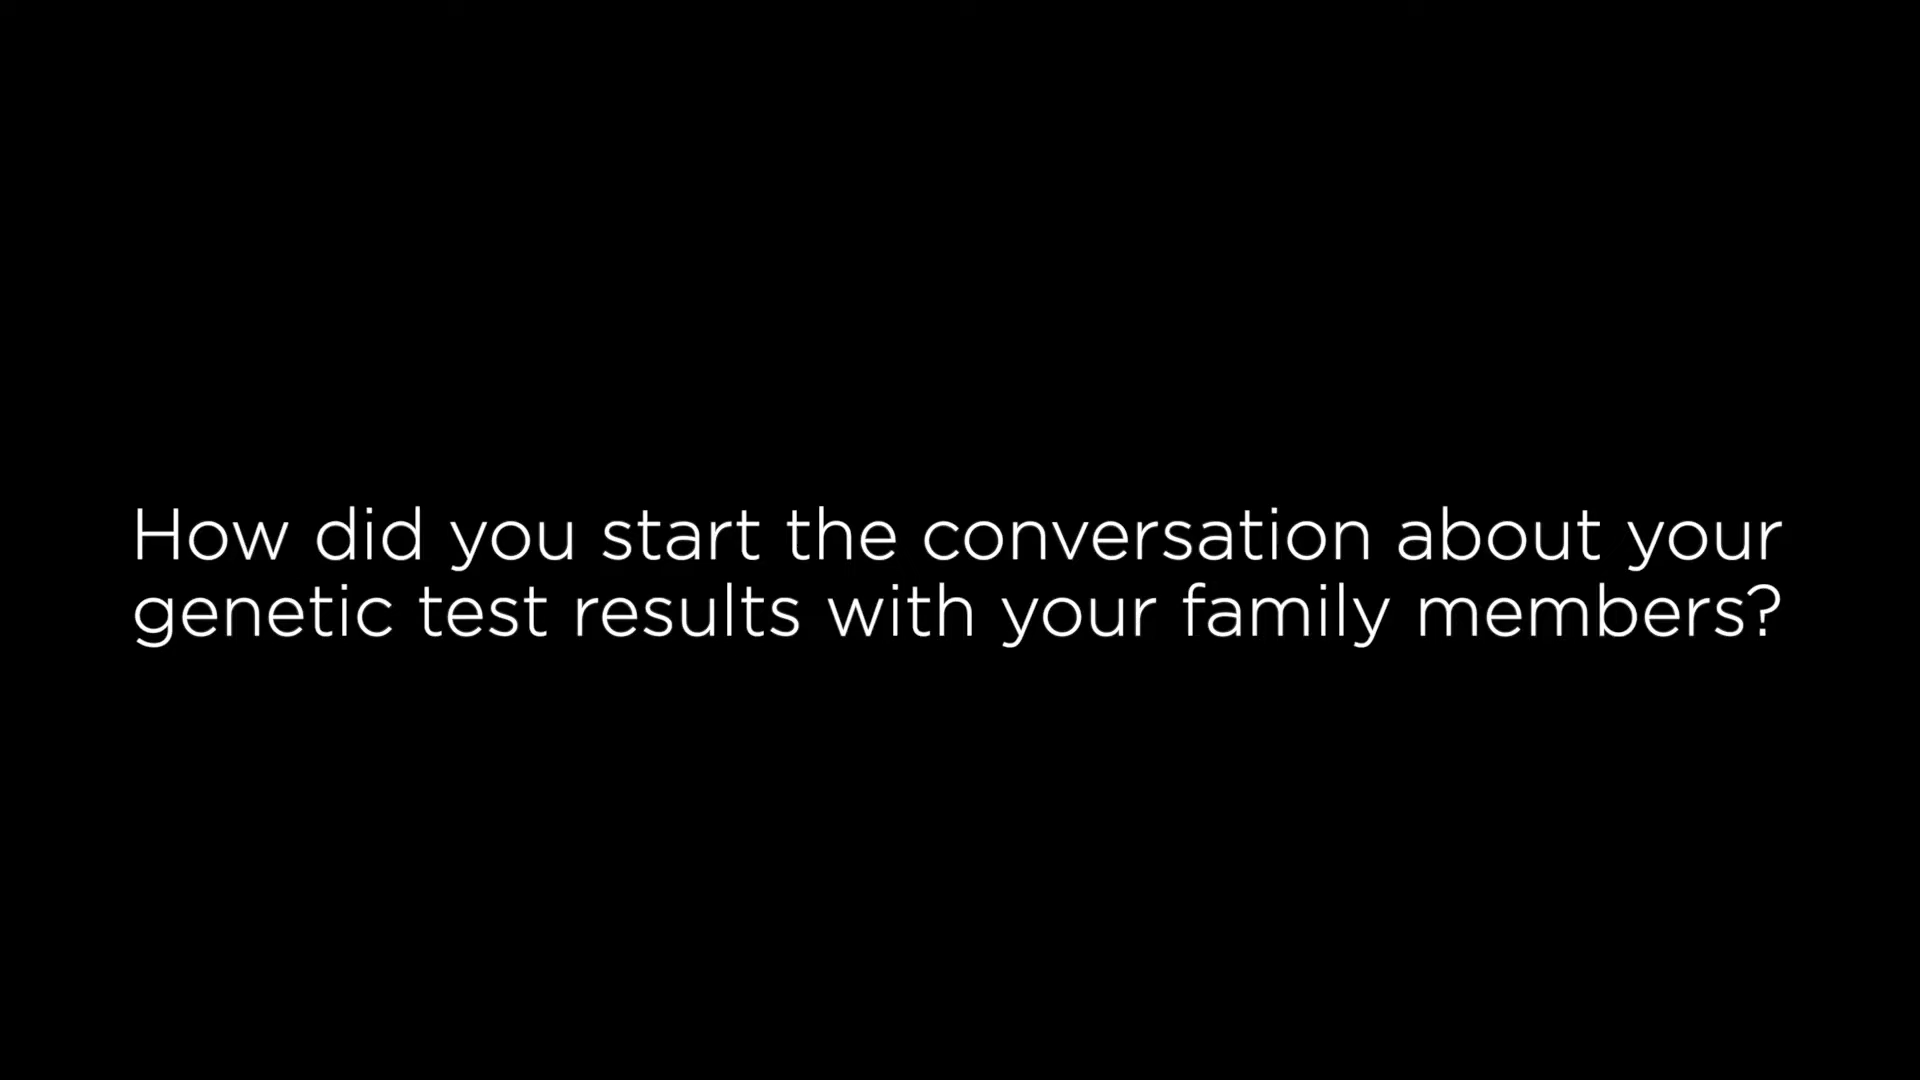 How did you start the conversation about your
genetic test results with your family members?